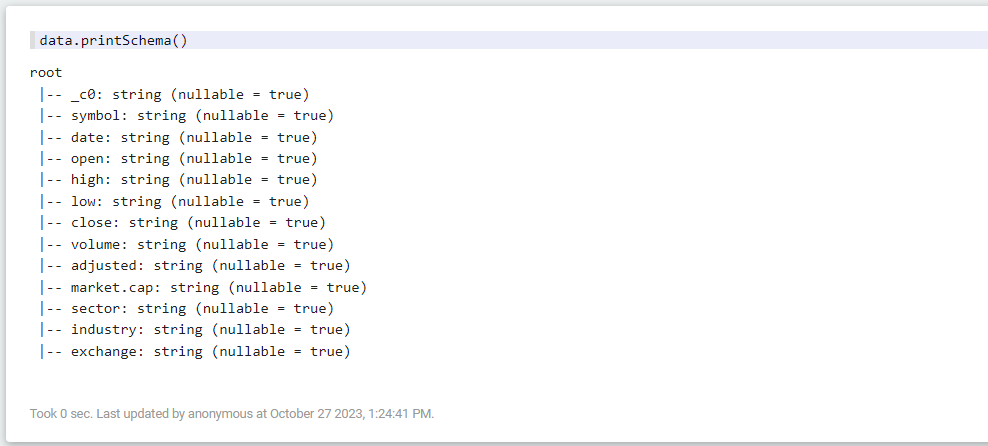 data.printSchema()
root
|-- _c0: string (nullable = true)
|-- symbol: string (nullable = true)
|-- date: string (nullable = true)
|-- open: string (nullable = true)
|-- high: string (nullable = true)
|-- low: string (nullable = true)
|-- close: string (nullable = true)
|-- volume: string (nullable = true)
|-- adjusted: string (nullable = true)
|-- market.cap: string (nullable = true)
|-- sector: string (nullable = true)
|-- industry: string (nullable = true)
|-- exchange: string (nullable = true)
Took 0 sec. Last updated by anonymous at October 27 2023, 1:24:41 PM.